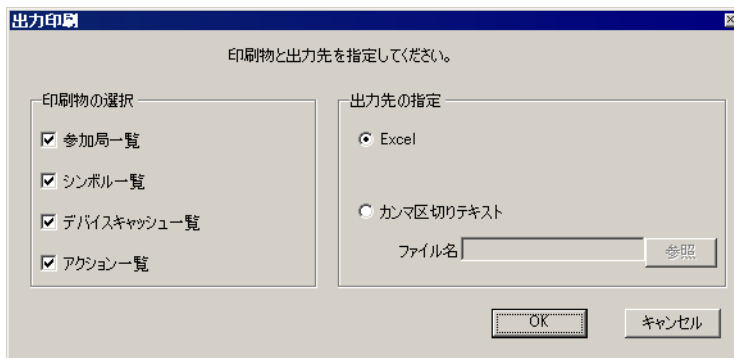 出力印刷
印刷物と出力先を指定してください。
印刷物の選択
参加局一覧
シンボル一覧
デバイスキャッシュ一覧
アクション一覧
出力先の指定
Excel
カンマ区切りテキスト
ファイル名
参照
OK
キャンセル